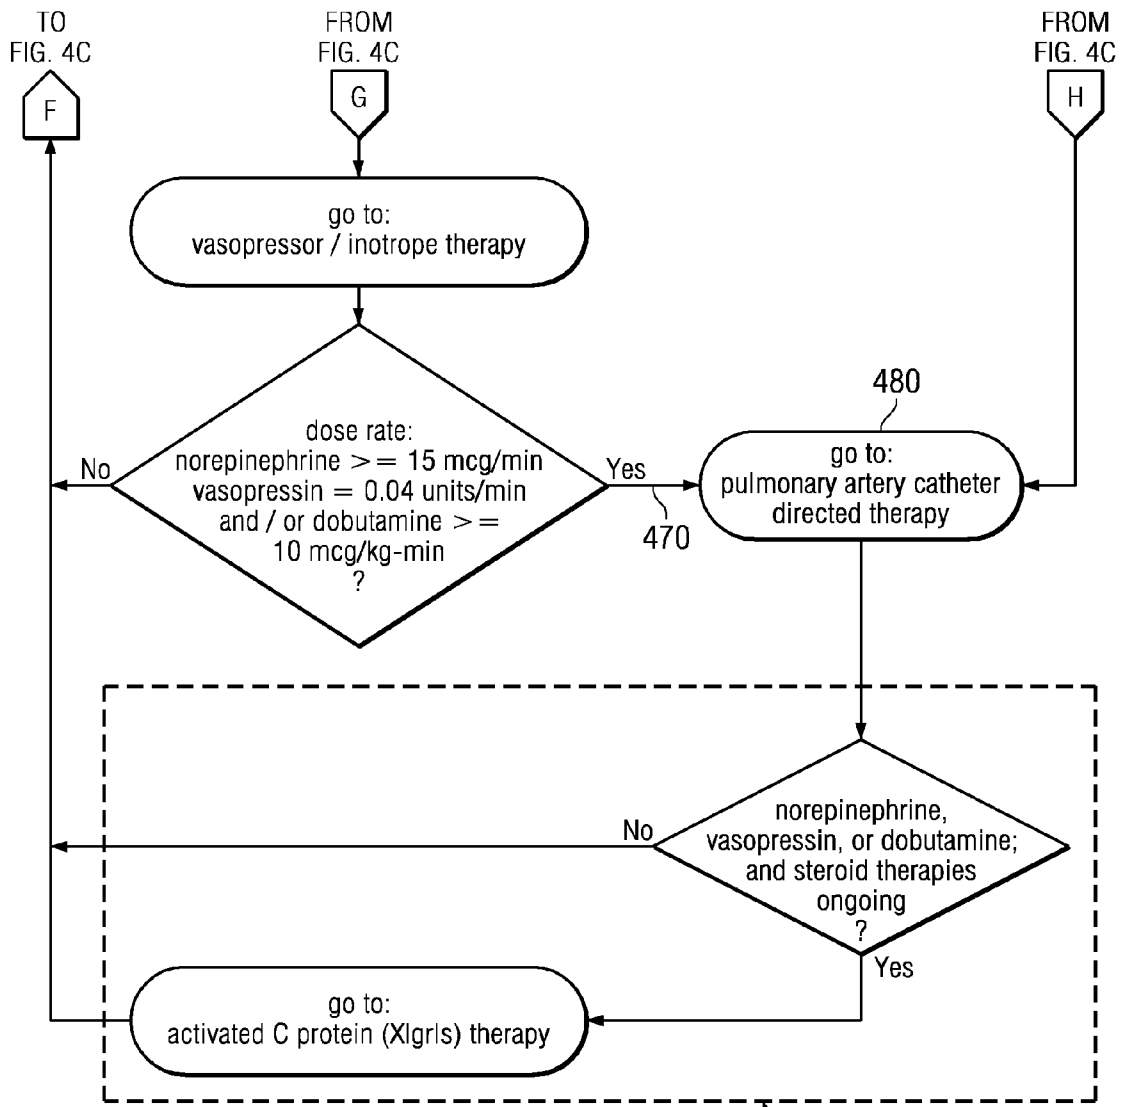 TO
FIG. 4C
F
FROM
FIG. 4C
G
FROM
FIG. 4C
H
go to:
vasopressor / inotrope therapy
dose rate:
norepinephrine >= 15 mcg/min
vasopressin = 0.04 units/min
and / or dobutamine >=
10 mcg/kg-min
?
No
Yes
470
480
go to:
pulmonary artery catheter
directed therapy
norepinephrine,
vasopressin, or dobutamine;
and steroid therapies
ongoing
?
No
Yes
go to:
activated C protein (XIgrIs) therapy